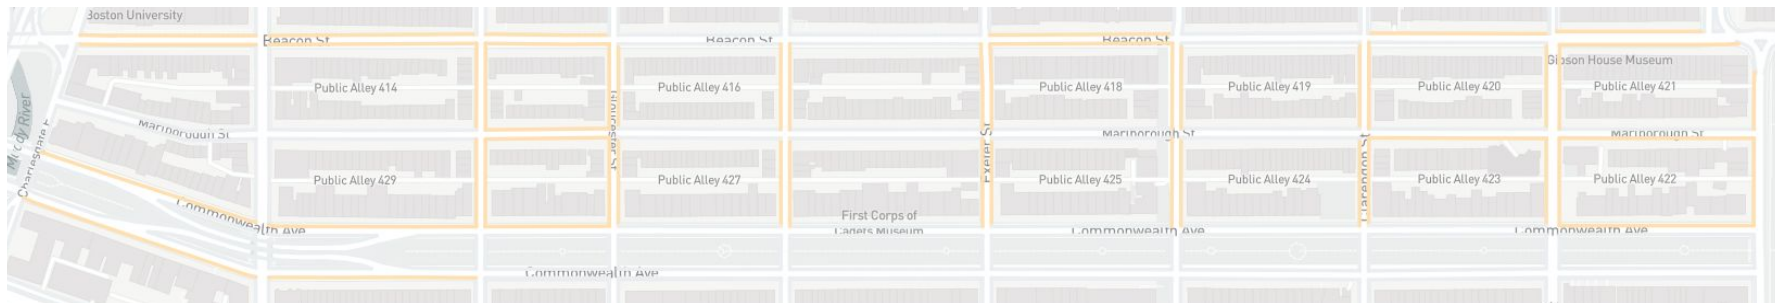 Boston University
Beacon St
Beacon St
Beacon St
Gibson House Museum
Public Alley 414
Public Alley 416
Public Alley 418
Public Alley 419
Public Alley 420
Public Alley 421
Muddy River
Charlesgate E
Marlborough St
Gloucester St
Exeter St
Marlborough St
Clarendon St
Marlborough St
Public Alley 429
Public Alley 427
Public Alley 425
Public Alley 424
Public Alley 423
Public Alley 422
First Corps of
Cadets Museum
Commonwealth Ave
Commonwealth Ave
Commonwealth Ave
Commonwealth Ave